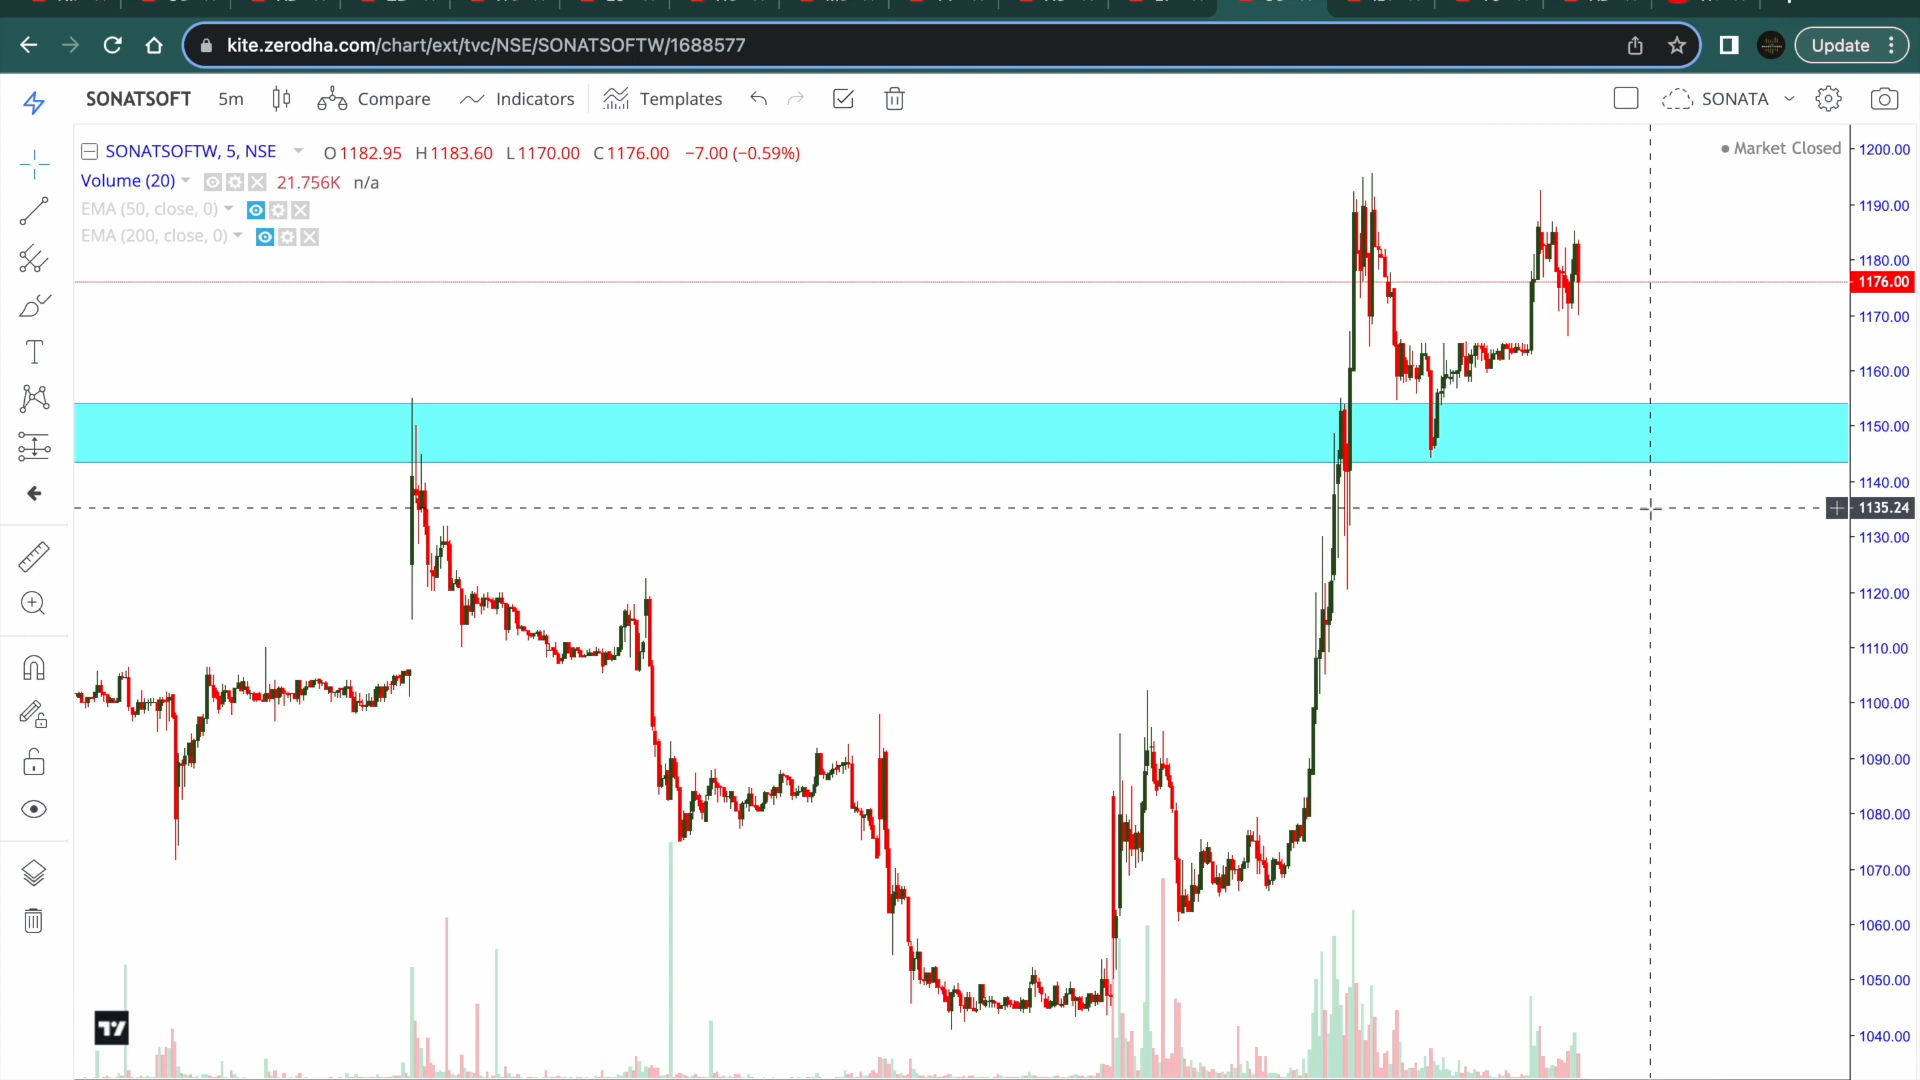 kite.zerodha.com/chart/ext/tvc/NSE/SONATSOFTW/1688577
Update
SONATSOFT 5m Compare Indicators Templates SONATA
SONATSOFTW, 5, NSE O1182.95 H1183.60 L1170.00 C1176.00 −7.00 (−0.59%)
Market Closed
Volume (20) 21.756K n/a
EMA (50, close, 0)
EMA (200, close, 0)
1200.00
1190.00
1180.00
1176.00
1170.00
1160.00
1150.00
1140.00
1135.24
1130.00
1120.00
1110.00
1100.00
1090.00
1080.00
1070.00
1060.00
1050.00
1040.00